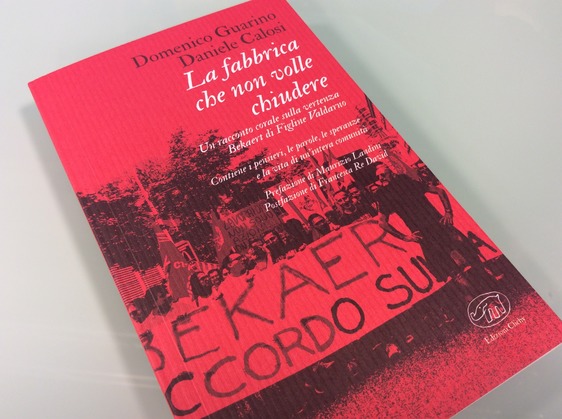 Domenico Guarino
Daniele Calosi
La fabbrica
che non volle
chiudere
Un racconto corale sulla vertenza
Bekaert di Figline Valdarno
Contiene i pensieri, le parole, le speranze
e la vita di un'intera comunità
Prefazione di Maurizio Landini
Postfazione di Francesca Re David
BEKAER
CCORDO SU
Edizioni Clichy